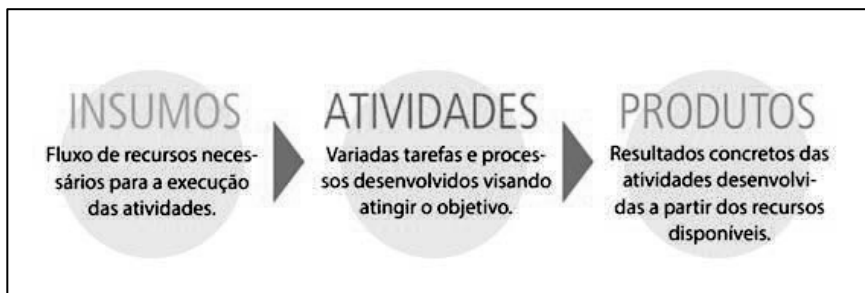 INSUMOS
Fluxo de recursos neces-
sários para a execução
das atividades.
ATIVIDADES
Variadas tarefas e proces-
sos desenvolvidos visando
atingir o objetivo.
PRODUTOS
Resultados concretos das
atividades desenvolvi-
das a partir dos recursos
disponíveis.